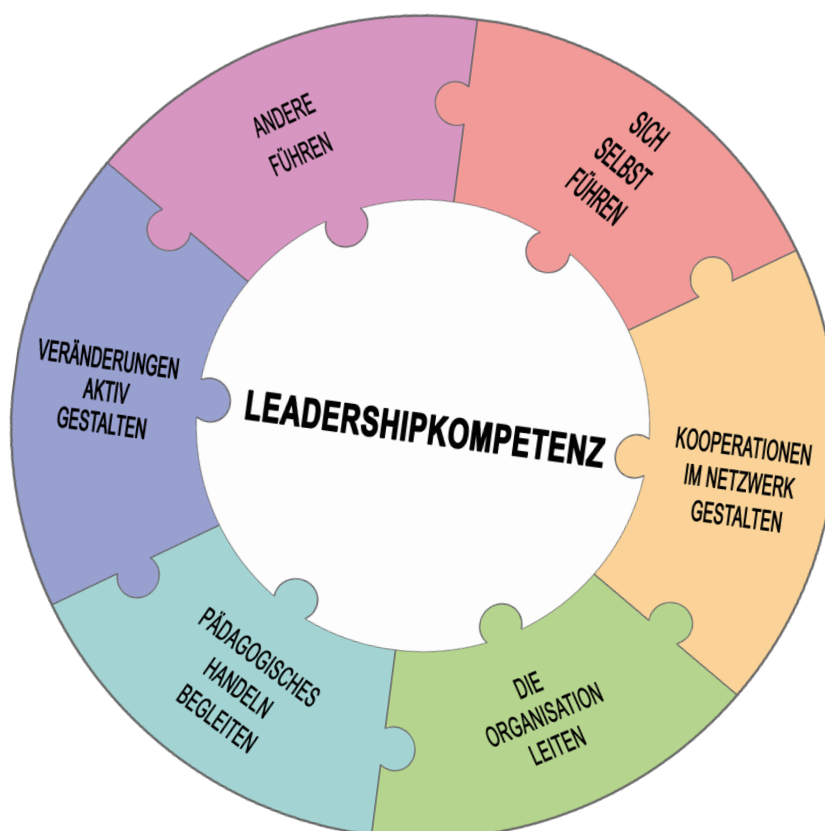 ANDERE
FÜHREN
SICH
SELBST
FÜHREN
VERÄNDERUNGEN
AKTIV
GESTALTEN
LEADERSHIPKOMPETENZ
KOOPERATIONEN
IM NETZWERK
GESTALTEN
PÄDAGOGISCHES
HANDELN
BEGLEITEN
DIE
ORGANISATION
LEITEN